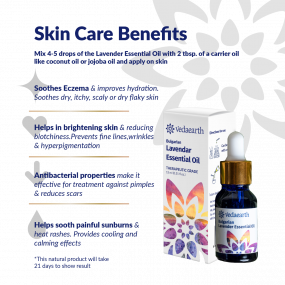 Skin Care Benefits
Mix 4-5 drops of the Lavender Essential Oil with 2 tbsp. of a carrier oil
like coconut oil or jojoba oil and apply on skin
Soothes Eczema & improves hydration.
Soothes dry, itchy, scaly or dry flaky skin
Helps in brightening skin & reducing
blotchiness.Prevents fine lines,wrinkles
& hyperpigmentation
Antibacterial properties make it
effective for treatment against pimples
& reduces scars
Helps sooth painful sunburns &
heat rashes. Provides cooling and
calming effects
*This natural product will take
21 days to show result
vedaearth
Bulgarian
Lavendar
Essential Oil
THERAPEUTIC GRADE
vedaearth
Bulgarian
Lavender Essential Oil